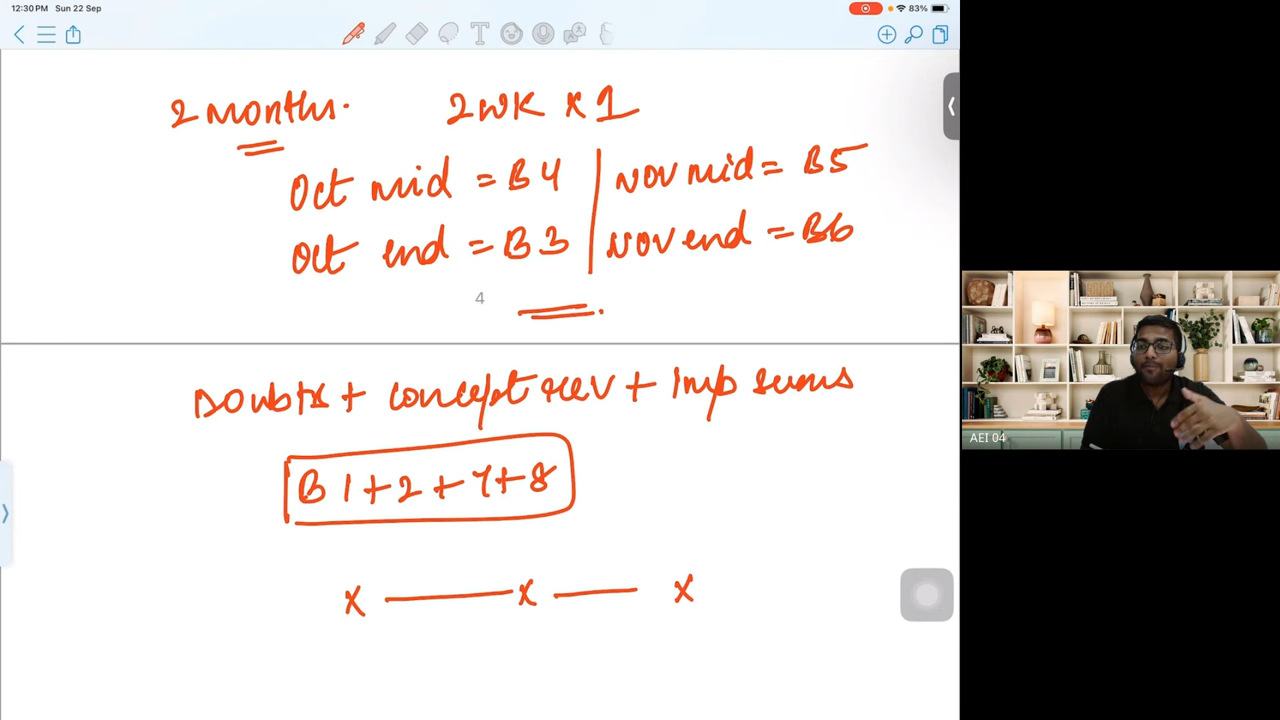 12:30 PM Sun 22 Sep
83%
2 months. 2WK x 1
Oct mid = B4 | Nov mid = B5
Oct end = B3 | Nov end = B6
4
Doubts + concept rev + Imp sums
B 1+2+7+8
x — x — x
AEI 04